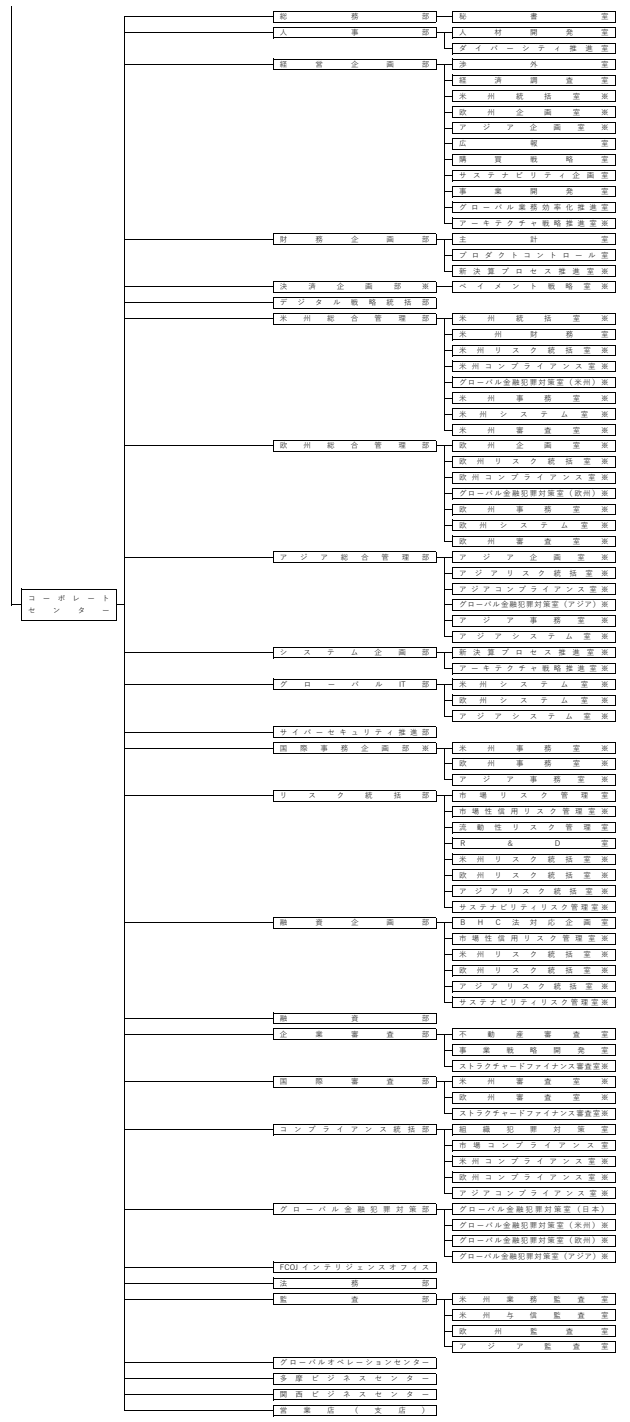 総務部 秘書室
人事部 人材開発室
ダイバーシティ推進室
経営企画部 渉外室
経済調査室
米州統括室※
欧州企画室※
アジア企画室※
広報室
購買戦略室
サステナビリティ企画室
事業開発室
グローバル業務効率化推進室
アーキテクチャ戦略推進室※
財務企画部 主計室
プロダクトコントロール室
新決算プロセス推進室※
決済企画部※ ペイメント戦略室※
デジタル戦略統括部
米州総合管理部 米州統括室※
米州財務室
米州リスク統括室※
米州コンプライアンス室※
グローバル金融犯罪対策室（米州）※
米州事務室※
米州システム室※
米州審査室※
欧州総合管理部 欧州企画室※
欧州リスク統括室※
欧州コンプライアンス室※
グローバル金融犯罪対策室（欧州）※
欧州事務室※
欧州システム室※
欧州審査室※
アジア総合管理部 アジア企画室※
アジアリスク統括室※
アジアコンプライアンス室※
コーポレート
センター
グローバル金融犯罪対策室（アジア）※
アジア事務室※
アジアシステム室※
システム企画部 新決算プロセス推進室※
アーキテクチャ戦略推進室※
グローバルIT部 米州システム室※
欧州システム室※
アジアシステム室※
サイバーセキュリティ推進部
国際事務企画部※ 米州事務室※
欧州事務室※
アジア事務室※
リスク統括部 市場リスク管理室
市場性信用リスク管理室※
流動性リスク管理室
R&D室
米州リスク統括室※
欧州リスク統括室※
アジアリスク統括室※
サステナビリティリスク管理室※
融資企画部 BHC法対応企画室
市場性信用リスク管理室※
米州リスク統括室※
欧州リスク統括室※
アジアリスク統括室※
サステナビリティリスク管理室※
融資部
企業審査部 不動産審査室
事業戦略開発室
ストラクチャードファイナンス審査室※
国際審査部 米州審査室※
欧州審査室※
ストラクチャードファイナンス審査室※
コンプライアンス統括部 組織犯罪対策室
市場コンプライアンス室
米州コンプライアンス室※
欧州コンプライアンス室※
アジアコンプライアンス室※
グローバル金融犯罪対策部 グローバル金融犯罪対策室（日本）
グローバル金融犯罪対策室（米州）※
グローバル金融犯罪対策室（欧州）※
グローバル金融犯罪対策室（アジア）※
FCOJインテリジェンスオフィス
法務部
監査部 米州業務監査室
米州与信監査室
欧州監査室
アジア監査室
グローバルオペレーションセンター
多摩ビジネスセンター
関西ビジネスセンター
営業店（支店）